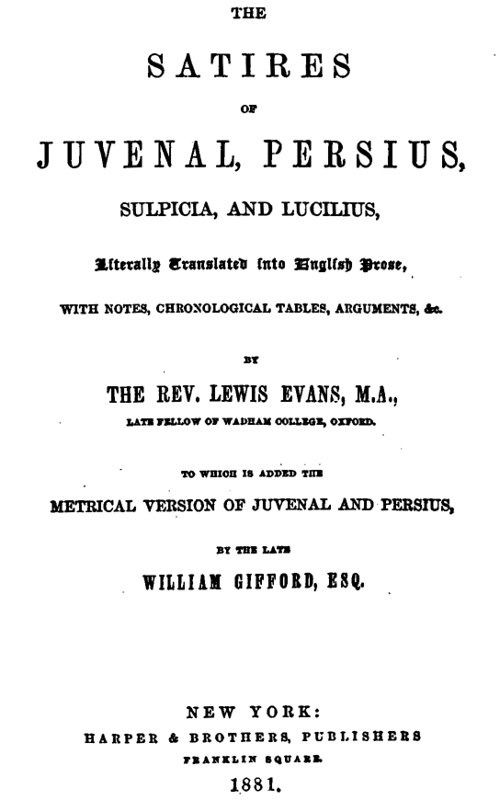 THE
SATIRES
OF
JUVENAL, PERSIUS,
SULPICIA, AND LUCILIUS,
Literally Translated into English Prose,
WITH NOTES, CHRONOLOGICAL TABLES, ARGUMENTS, &c.
BY
THE REV. LEWIS EVANS, M.A.,
LATE FELLOW OF WADHAM COLLEGE, OXFORD.
TO WHICH IS ADDED THE
METRICAL VERSION OF JUVENAL AND PERSIUS,
BY THE LATE
WILLIAM GIFFORD, ESQ.
NEW YORK:
HARPER & BROTHERS, PUBLISHERS
FRANKLIN SQUARE.
1881.